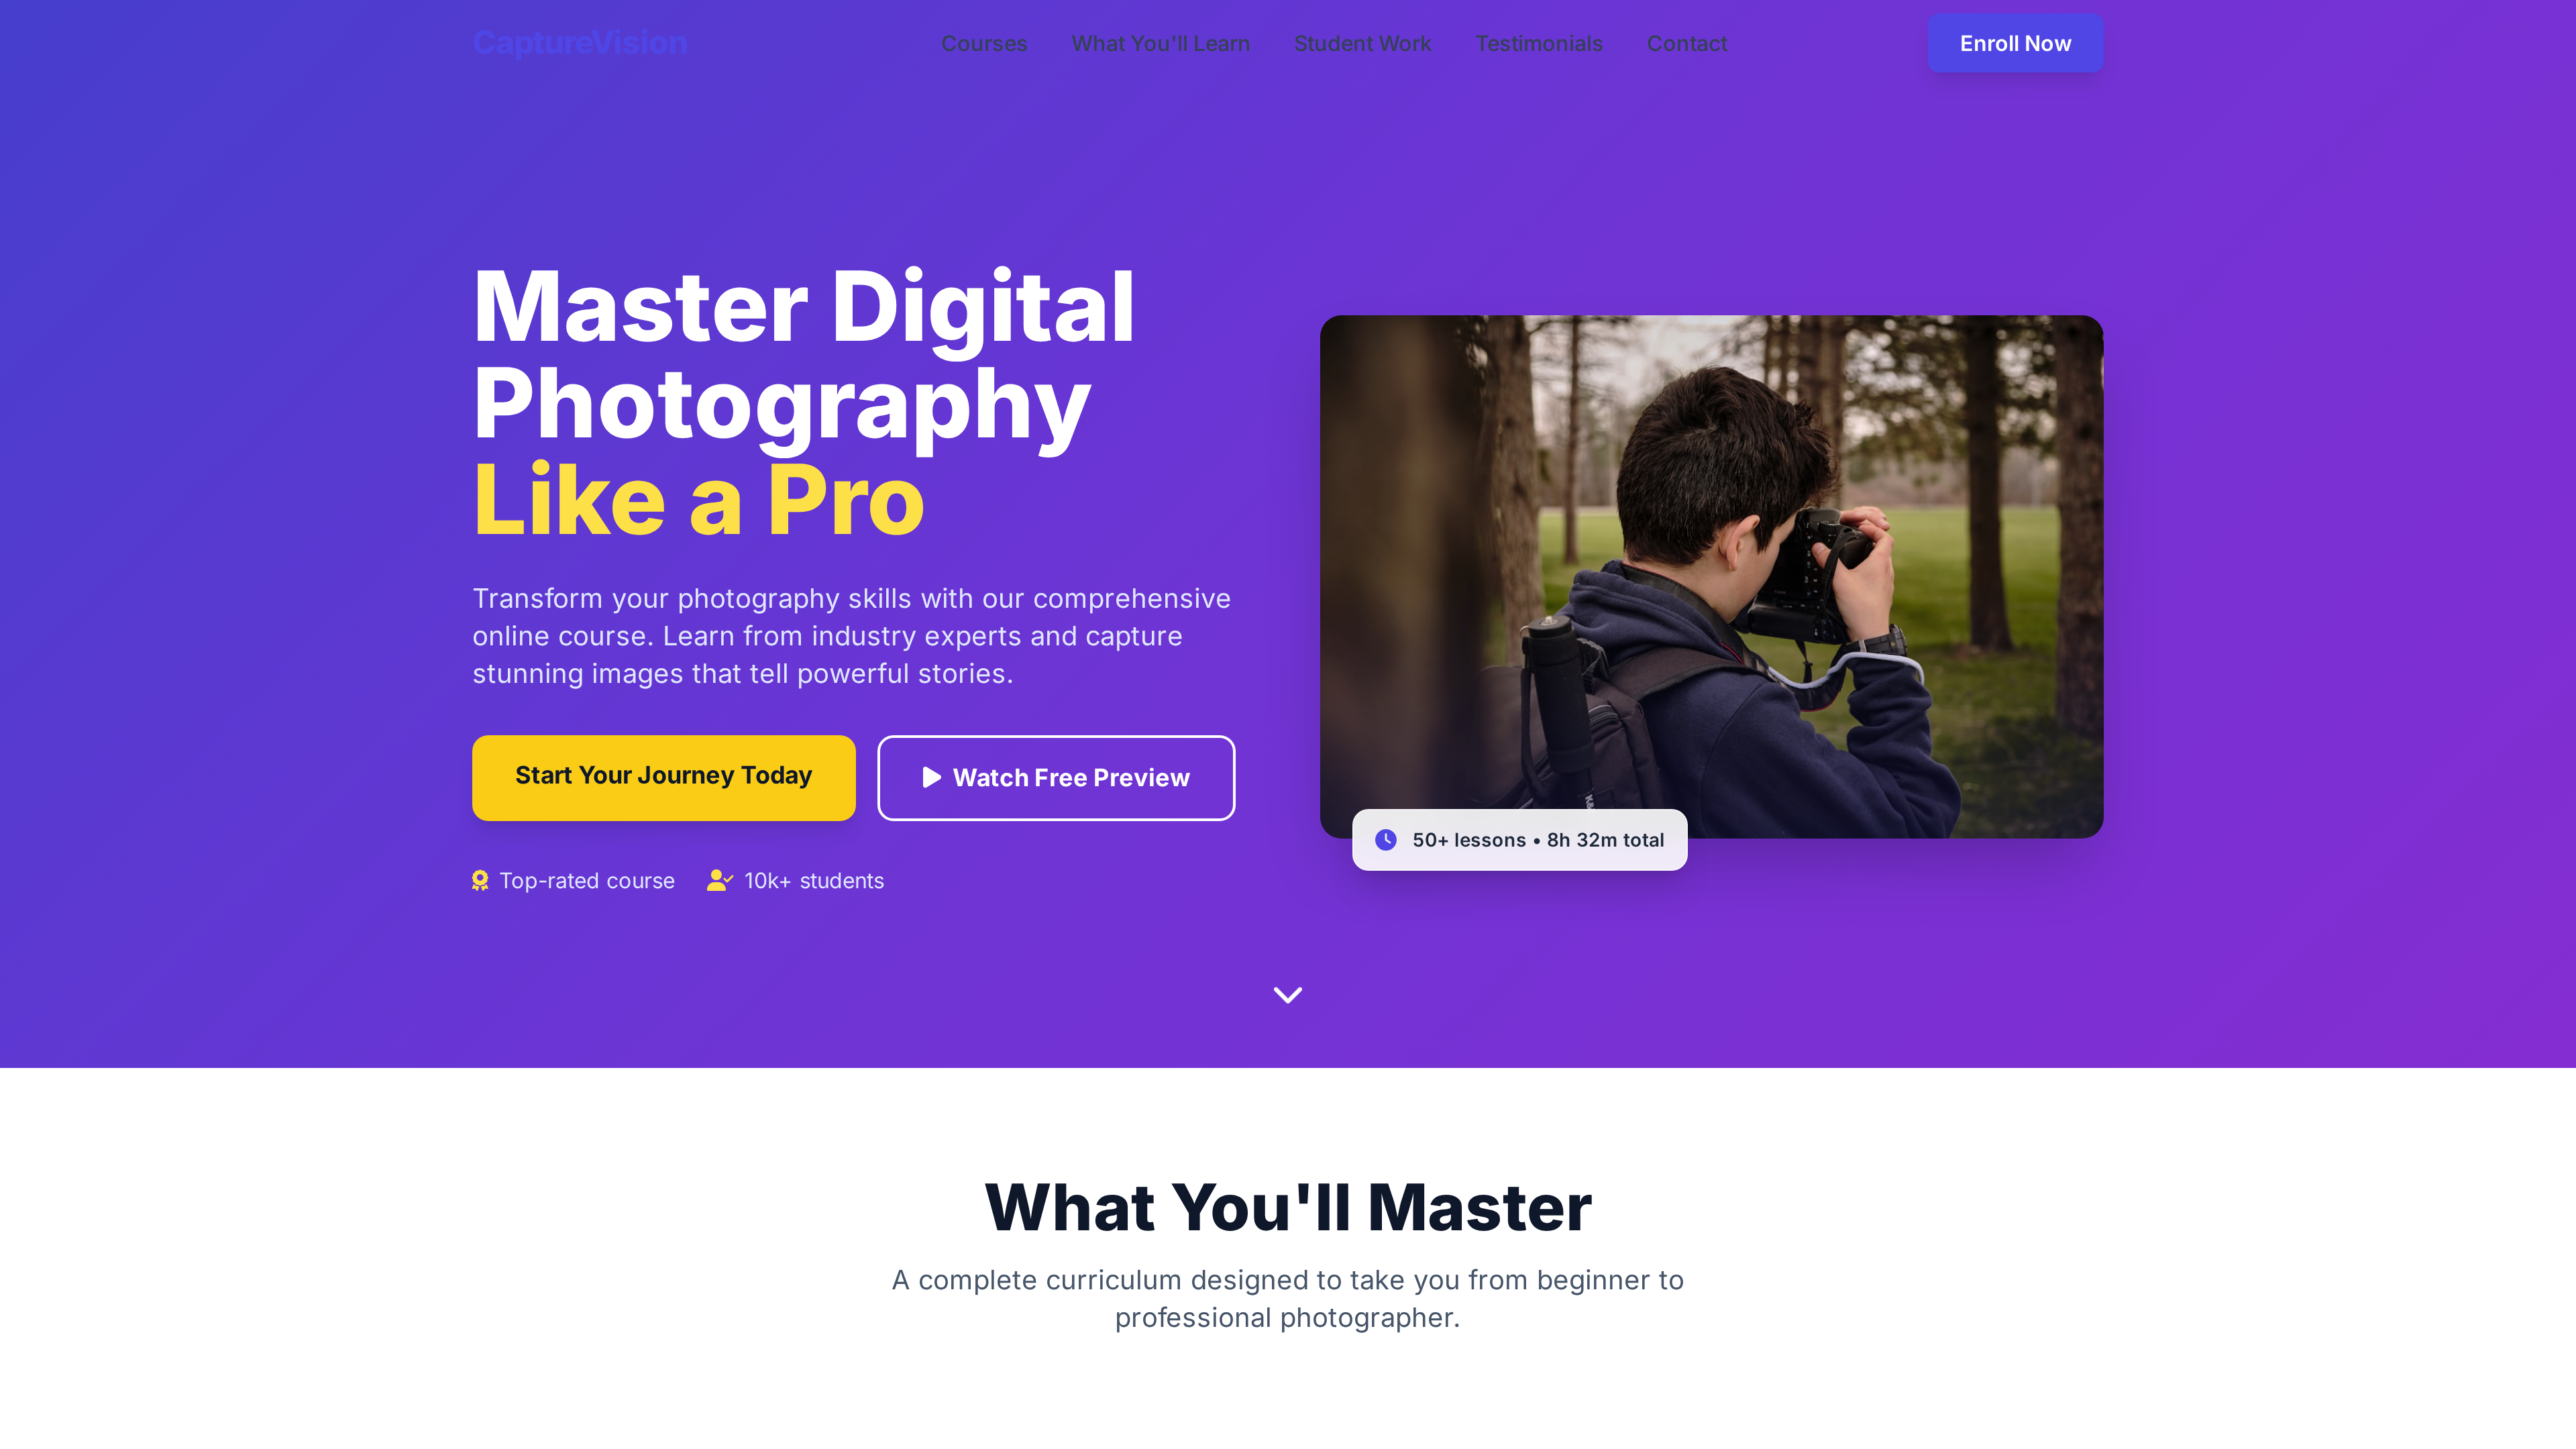 CaptureVision
Courses
What You'll Learn
Student Work
Testimonials
Contact
Enroll Now
Master Digital
Photography
Like a Pro
Transform your photography skills with our comprehensive
online course. Learn from industry experts and capture
stunning images that tell powerful stories.
Start Your Journey Today
Watch Free Preview
Top-rated course
10k+ students
50+ lessons • 8h 32m total
What You'll Master
A complete curriculum designed to take you from beginner to
professional photographer.